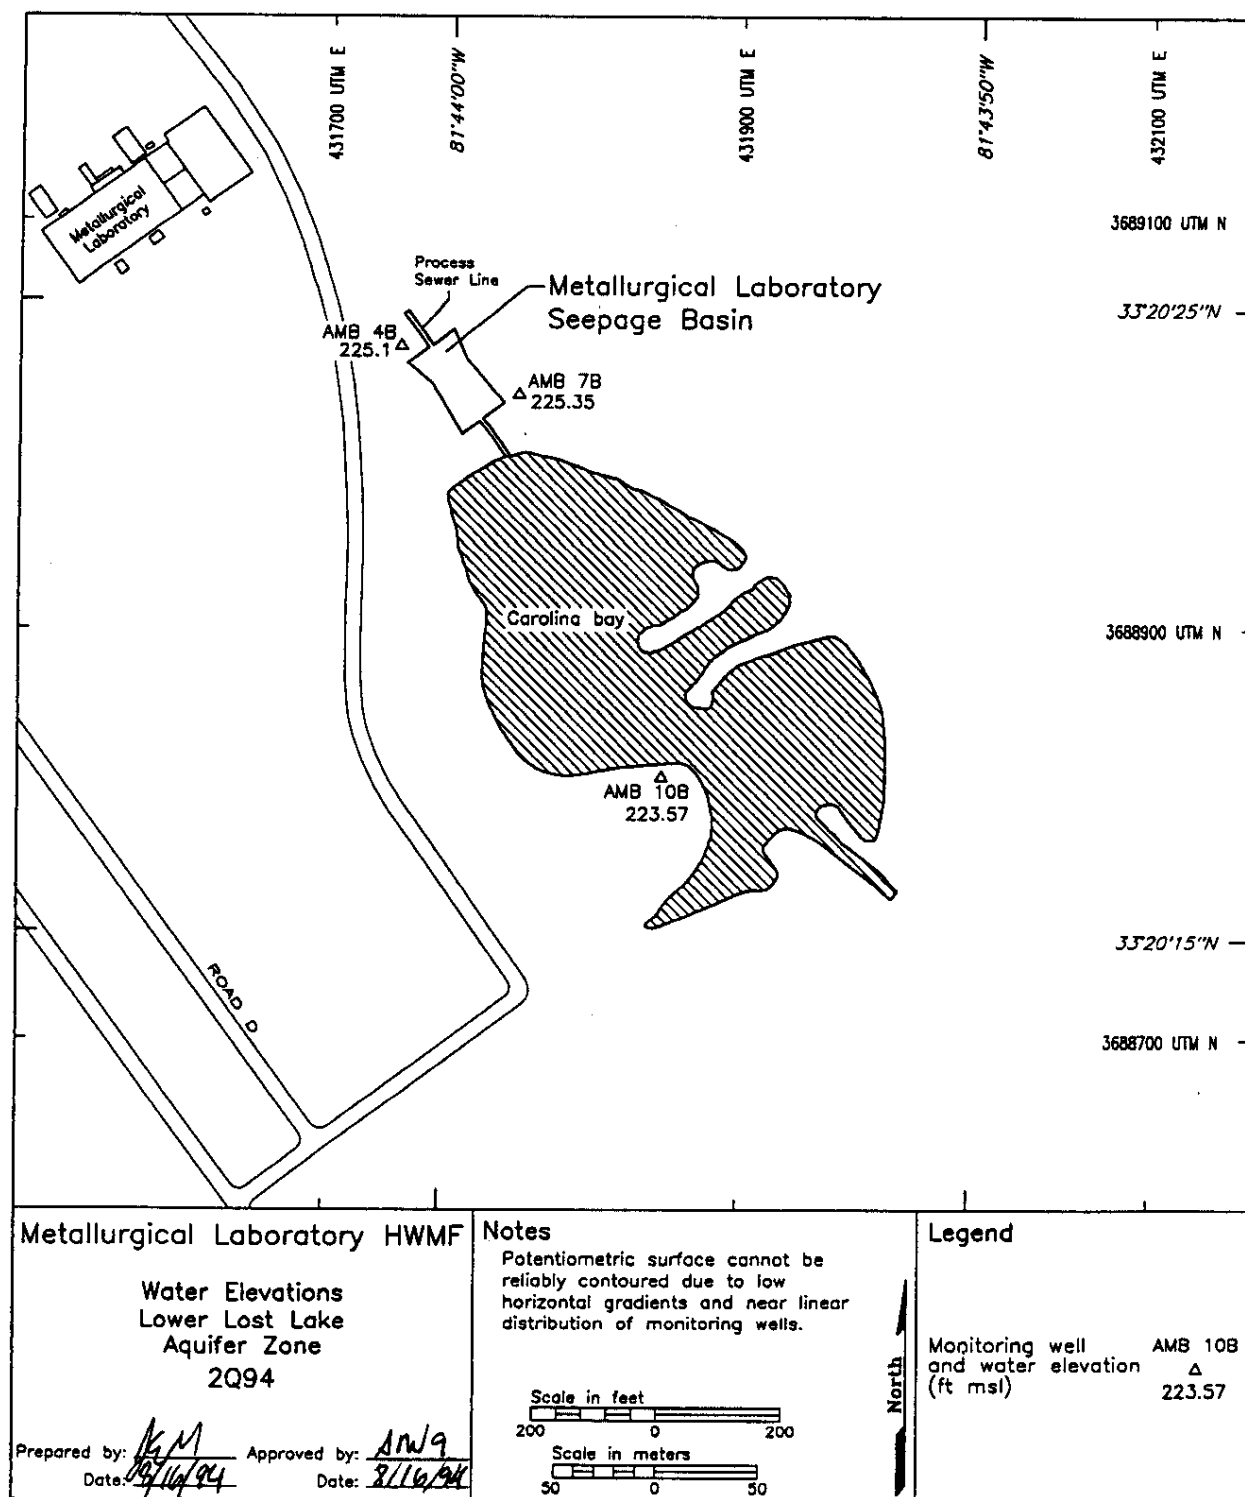 431700 UTM E
81°44'00"W
431900 UTM E
81°43'50"W
432100 UTM E
Metallurgical
Laboratory
3689100 UTM N
Process
Sewer Line
Metallurgical Laboratory
Seepage Basin
33°20'25"N
AMB 4B
225.1
AMB 7B
225.35
Carolina bay
3688900 UTM N
AMB 10B
223.57
33°20'15"N
ROAD D
3688700 UTM N
Metallurgical Laboratory HWMF
Water Elevations
Lower Lost Lake
Aquifer Zone
2Q94
Prepared by:
Approved by:
Date: 8/16/94
Date: 8/16/94
Notes
Potentiometric surface cannot be
reliably contoured due to low
horizontal gradients and near linear
distribution of monitoring wells.
Scale in feet
200 0 200
Scale in meters
50 0 50
North
Legend
Monitoring well
and water elevation
(ft msl)
AMB 10B
223.57